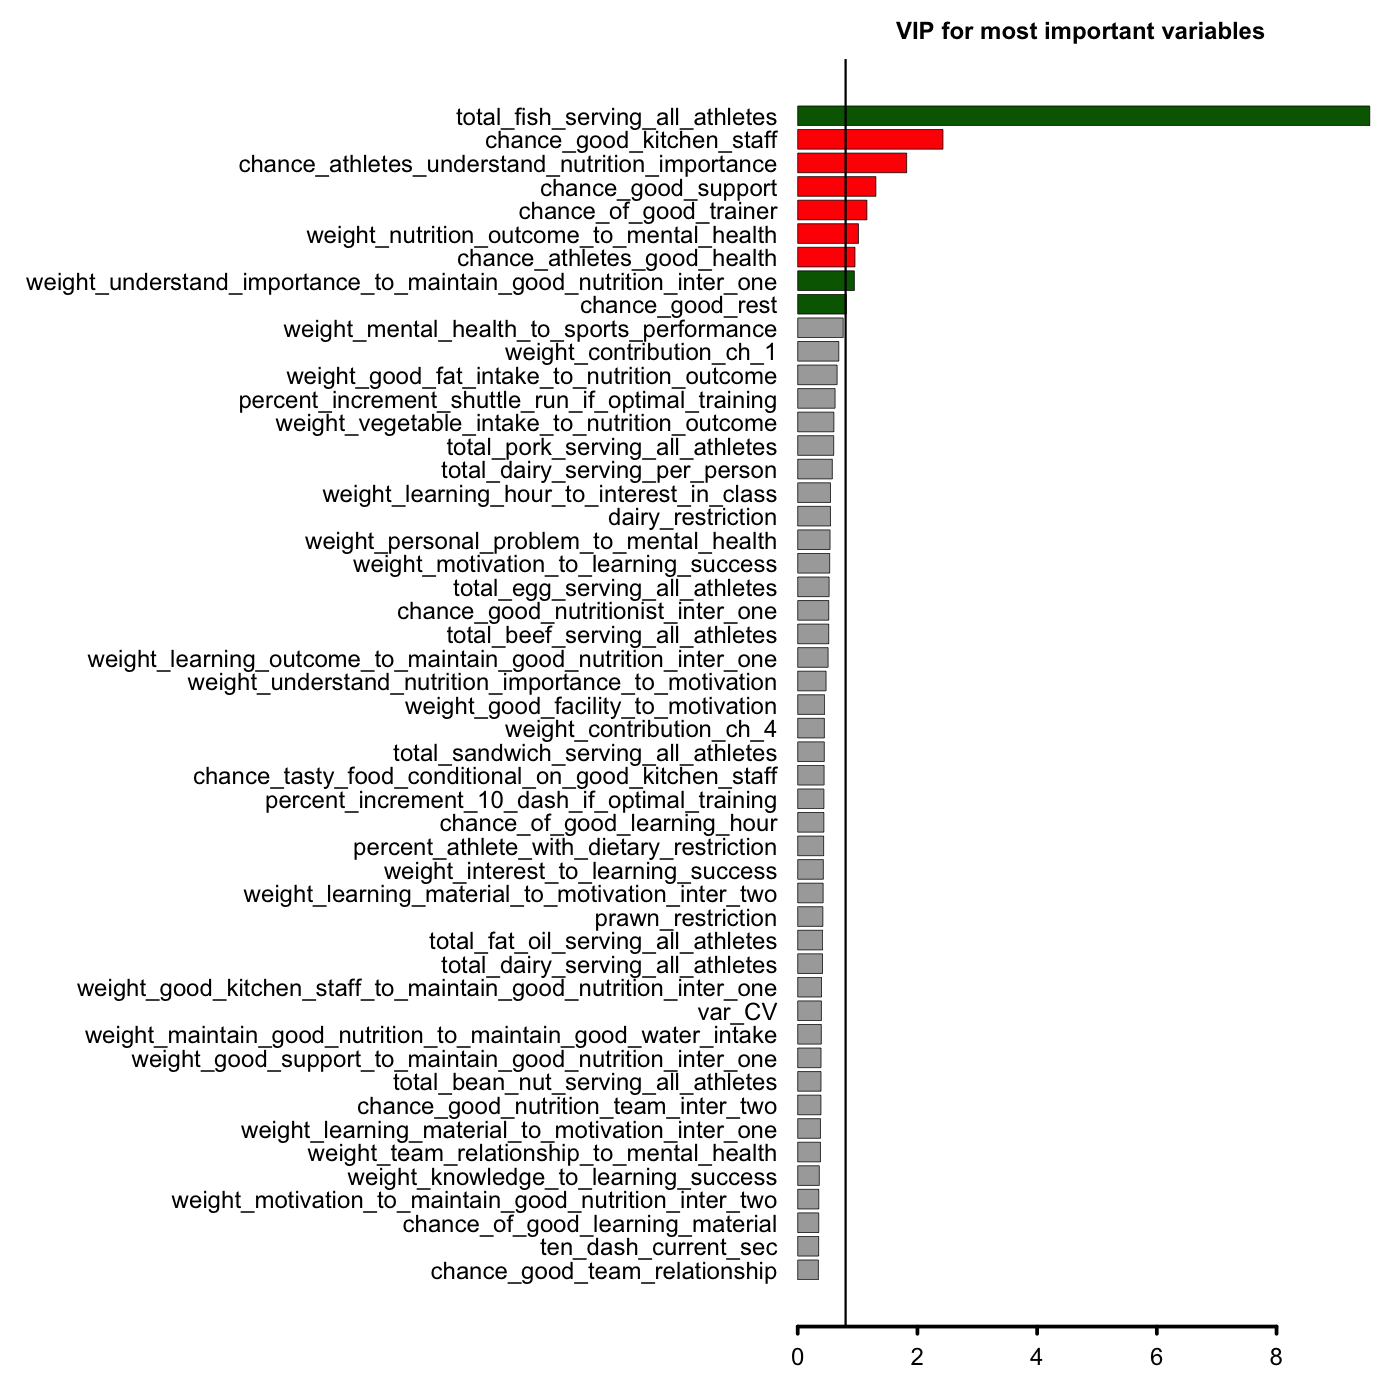 VIP for most important variables
total_fish_serving_all_athletes
chance_good_kitchen_staff
chance_athletes_understand_nutrition_importance
chance_good_support
chance_of_good_trainer
weight_nutrition_outcome_to_mental_health
chance_athletes_good_health
weight_understand_importance_to_maintain_good_nutrition_inter_one
chance_good_rest
weight_mental_health_to_sports_performance
weight_contribution_ch_1
weight_good_fat_intake_to_nutrition_outcome
percent_increment_shuttle_run_if_optimal_training
weight_vegetable_intake_to_nutrition_outcome
total_pork_serving_all_athletes
total_dairy_serving_per_person
weight_learning_hour_to_interest_in_class
dairy_restriction
weight_personal_problem_to_mental_health
weight_motivation_to_learning_success
total_egg_serving_all_athletes
chance_good_nutritionist_inter_one
total_beef_serving_all_athletes
weight_learning_outcome_to_maintain_good_nutrition_inter_one
weight_understand_nutrition_importance_to_motivation
weight_good_facility_to_motivation
weight_contribution_ch_4
total_sandwich_serving_all_athletes
chance_tasty_food_conditional_on_good_kitchen_staff
percent_increment_10_dash_if_optimal_training
chance_of_good_learning_hour
percent_athlete_with_dietary_restriction
weight_interest_to_learning_success
weight_learning_material_to_motivation_inter_two
prawn_restriction
total_fat_oil_serving_all_athletes
total_dairy_serving_all_athletes
weight_good_kitchen_staff_to_maintain_good_nutrition_inter_one
var_CV
weight_maintain_good_nutrition_to_maintain_good_water_intake
weight_good_support_to_maintain_good_nutrition_inter_one
total_bean_nut_serving_all_athletes
chance_good_nutrition_team_inter_two
weight_learning_material_to_motivation_inter_one
weight_team_relationship_to_mental_health
weight_knowledge_to_learning_success
weight_motivation_to_maintain_good_nutrition_inter_two
chance_of_good_learning_material
ten_dash_current_sec
chance_good_team_relationship
0 2 4 6 8